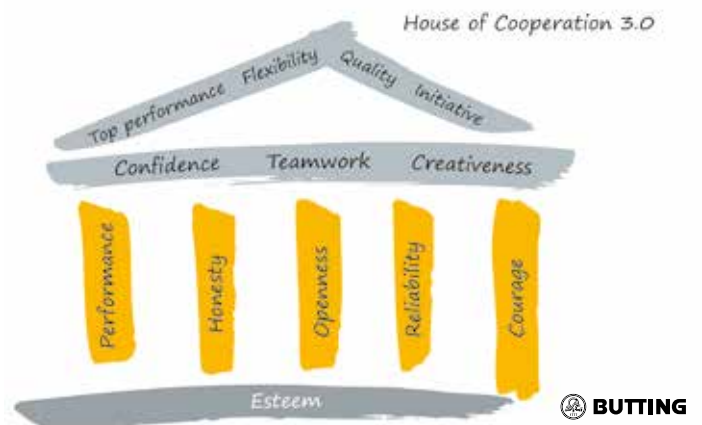 House of Cooperation 3.0
Top performance Flexibility Quality Initiative
Confidence Teamwork Creativeness
Performance
Honesty
Openness
Reliability
Courage
Esteem
BUTTING